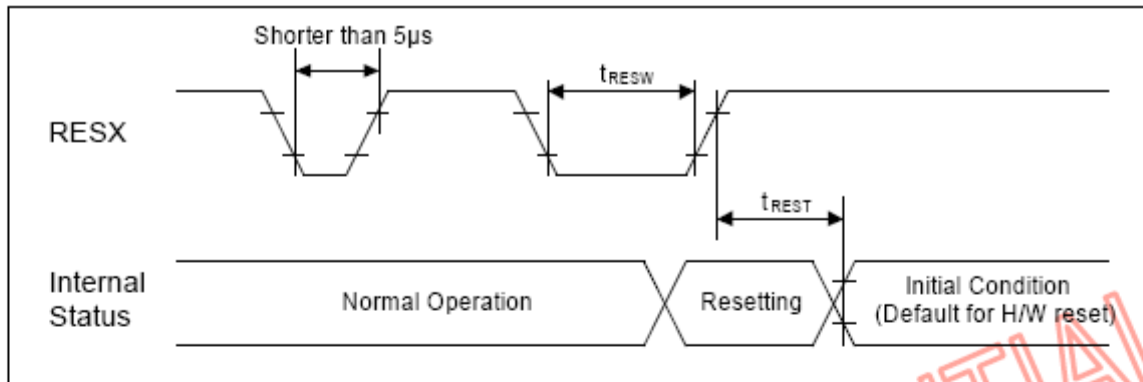 Shorter than 5µs
tRESW
RESX
tREST
Internal
Status
Normal Operation
Resetting
Initial Condition
(Default for H/W reset)